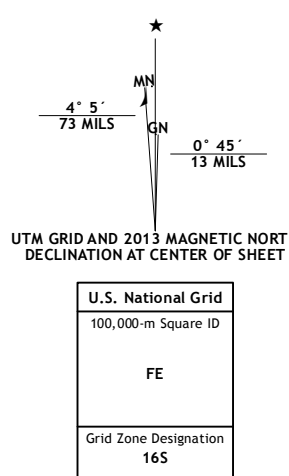 ★
MN
4° 5´
73 MILS
GN
0° 45´
13 MILS
UTM GRID AND 2013 MAGNETIC NORT
DECLINATION AT CENTER OF SHEET
U.S. National Grid
100,000-m Square ID
FE
Grid Zone Designation
16S